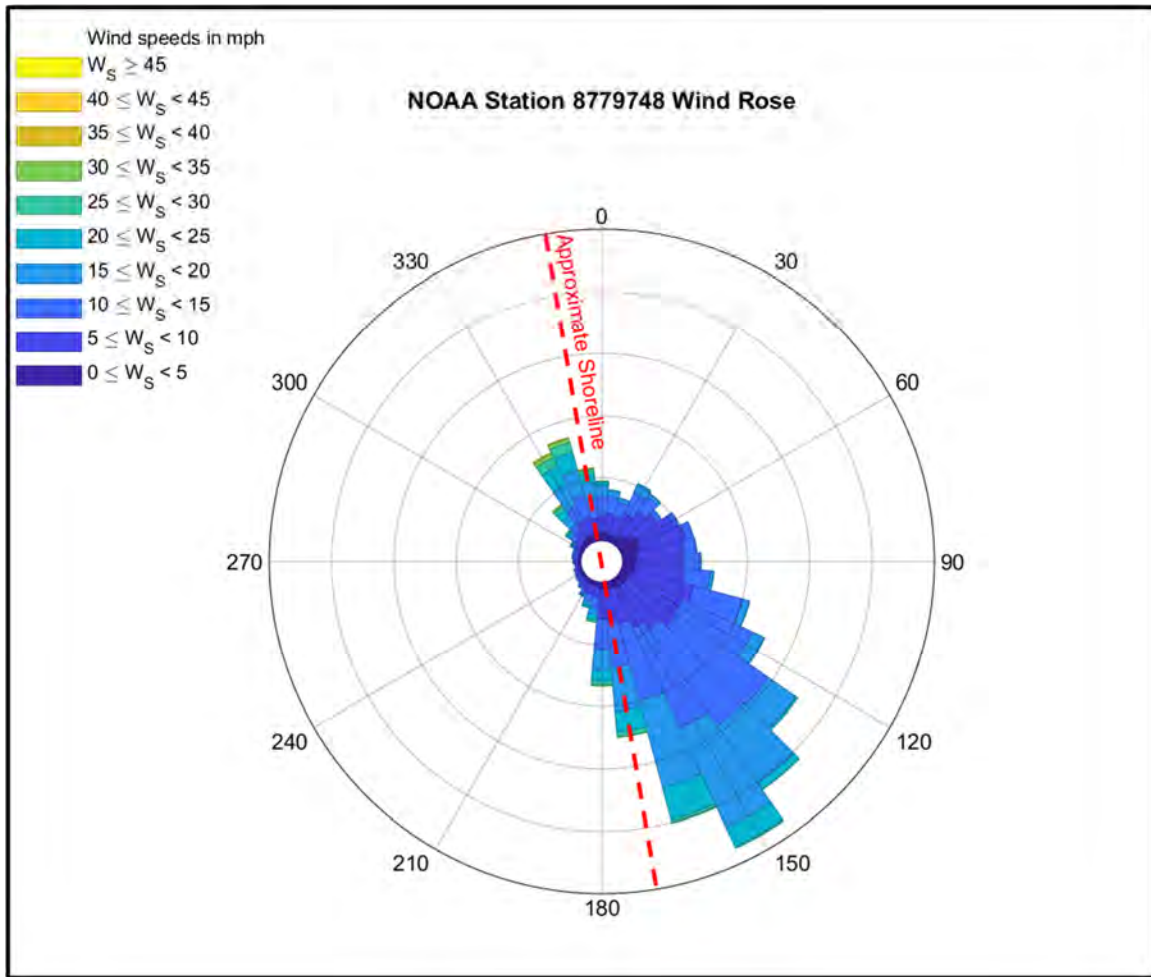 Wind speeds in mph
W_S ≥ 45
40 ≤ W_S < 45
35 ≤ W_S < 40
30 ≤ W_S < 35
25 ≤ W_S < 30
20 ≤ W_S < 25
15 ≤ W_S < 20
10 ≤ W_S < 15
5 ≤ W_S < 10
0 ≤ W_S < 5
NOAA Station 8779748 Wind Rose
0
30
60
90
120
150
180
210
240
270
300
330
Approximate Shoreline